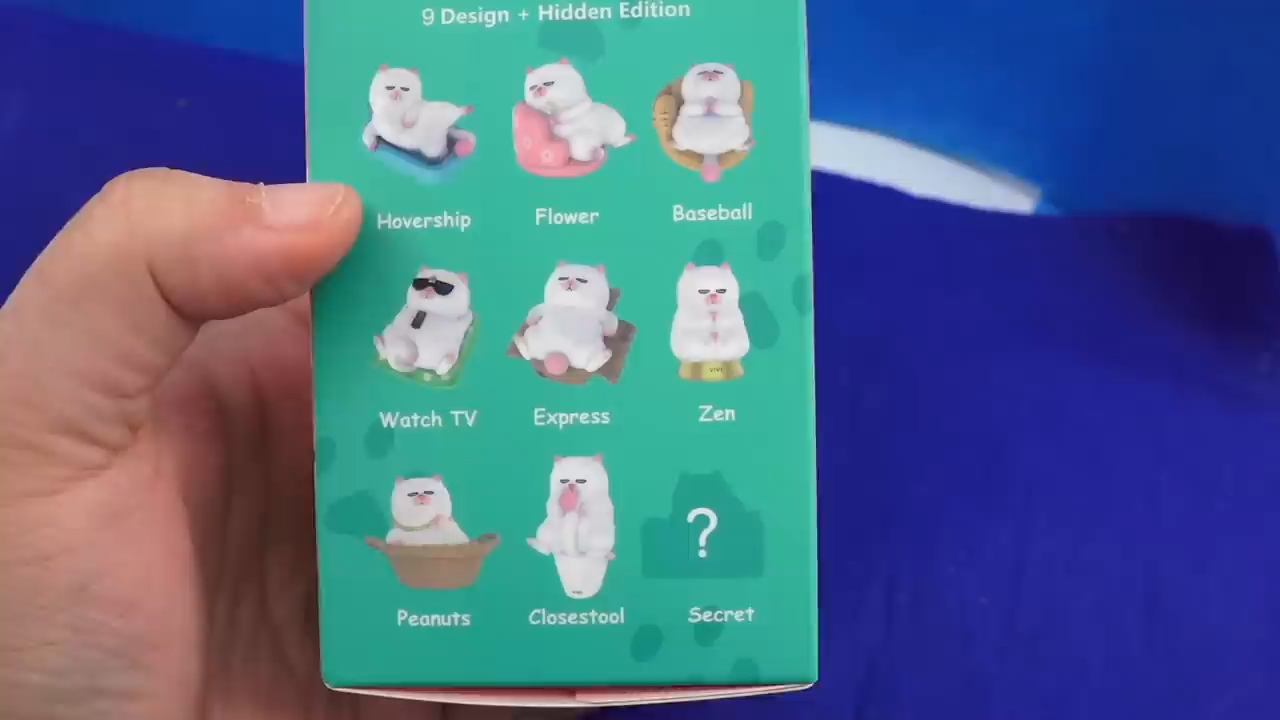 9 Design + Hidden Edition
Hovership
Flower
Baseball
Watch TV
Express
Zen
Peanuts
Closestool
?
Secret